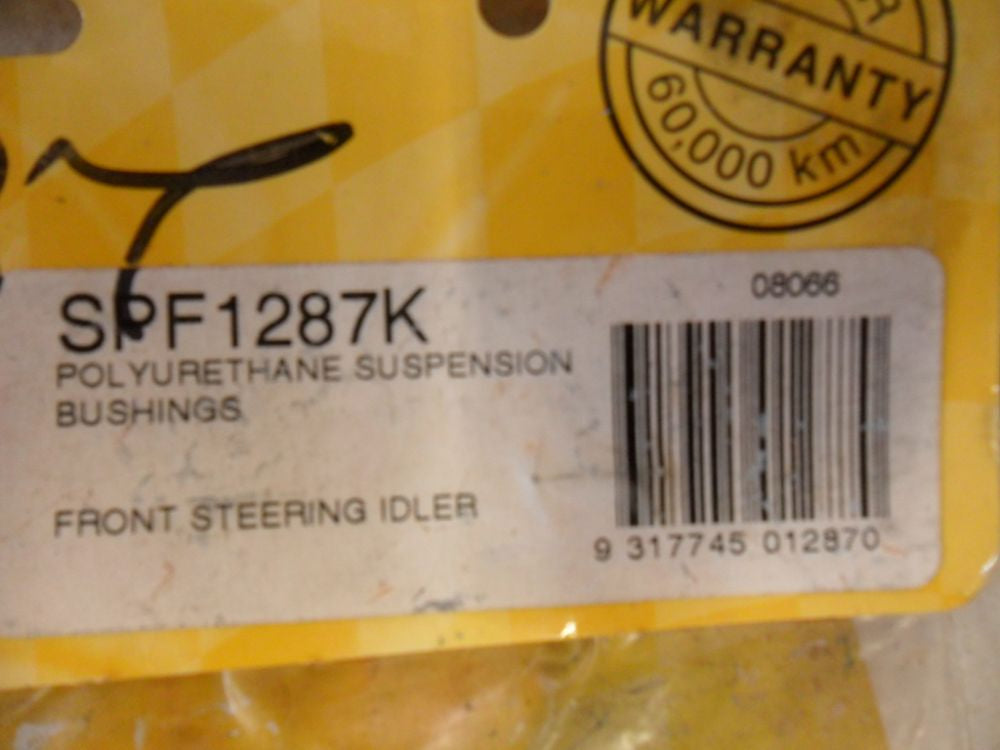 WARRANTY
60,000 km
08066
SPF1287K
POLYURETHANE SUSPENSION
BUSHINGS
FRONT STEERING IDLER
9 317745 012870